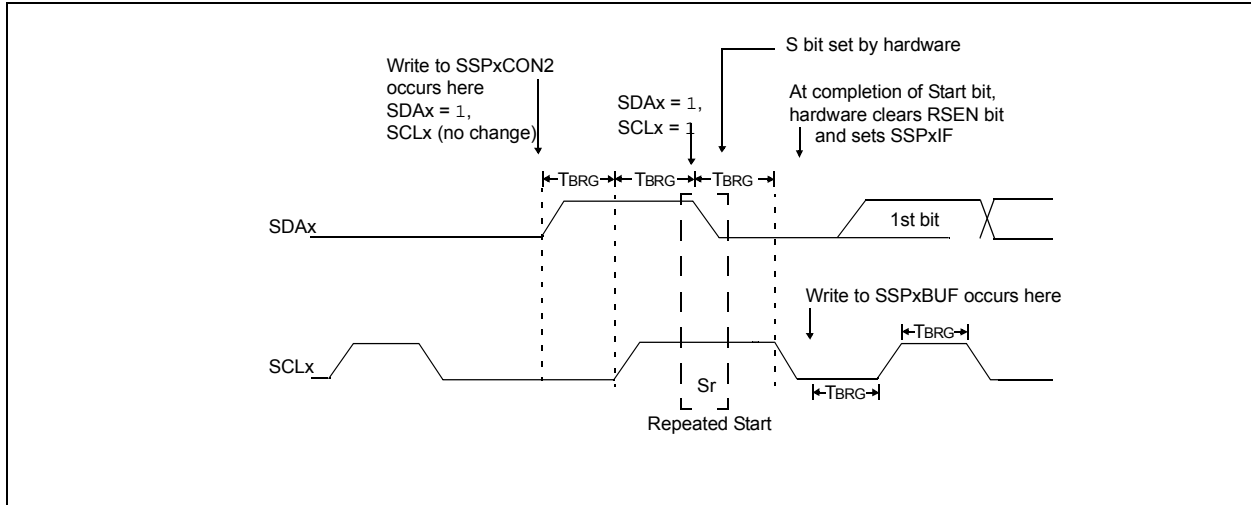 S bit set by hardware
Write to SSPxCON2
occurs here
SDAx = 1,
SCLx (no change)
SDAx = 1,
SCLx = 1
At completion of Start bit,
hardware clears RSEN bit
and sets SSPxIF
TBRG TBRG TBRG
SDAx
1st bit
Write to SSPxBUF occurs here
TBRG
SCLx
Sr
TBRG
Repeated Start